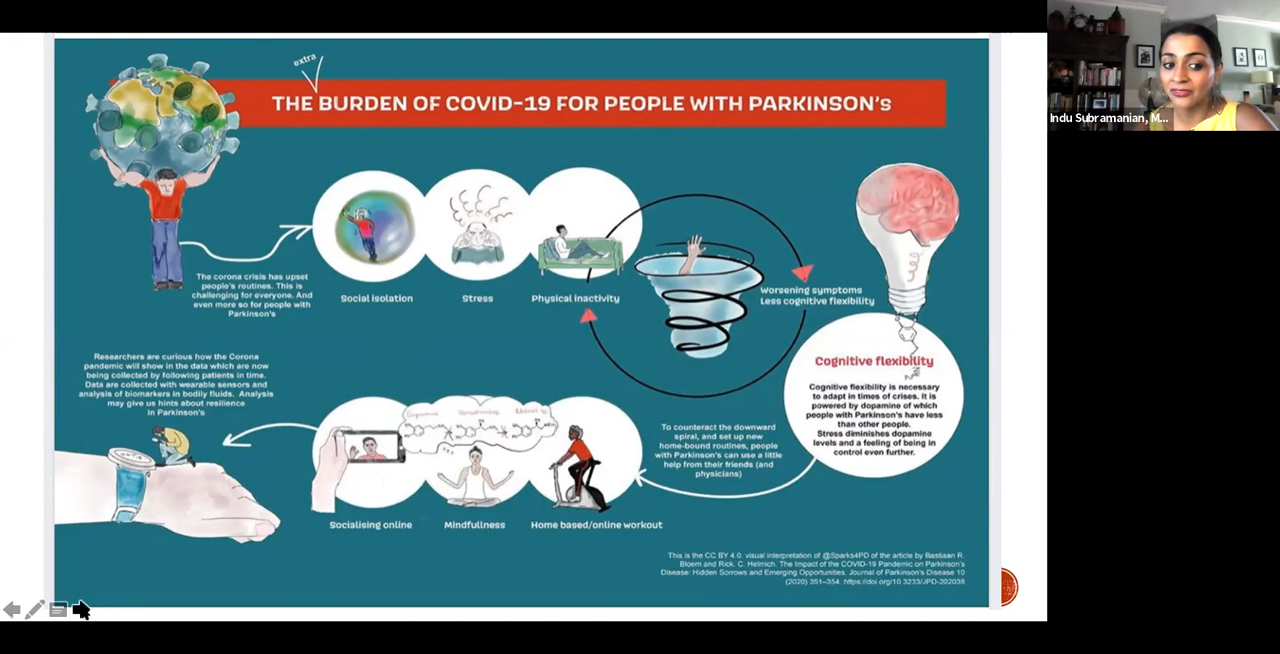 extra
THE BURDEN OF COVID-19 FOR PEOPLE WITH PARKINSON's
Indu Subramanian, M...
The corona crisis has upset
people's routines. This is
challenging for everyone. And
even more so for people with
Parkinson's
Social isolation
Stress
Physical inactivity
Worsening symptoms
Less cognitive flexibility
Cognitive flexibility
Cognitive flexibility is necessary
to adapt in times of crises. It is
powered by dopamine of which
people with Parkinson's have less
than other people.
Stress diminishes dopamine
levels and a feeling of being in
control even further.
To counteract the downward
spiral, and set up new
home-bound routines, people
with Parkinson's can use a little
help from their friends (and
physicians)
Socialising online
Mindfullness
Home based/online workout
Researchers are curious how the Corona
pandemic will show in the data which are now
being collected by following patients in time.
Data are collected with wearable sensors and
analysis of biomarkers in bodily fluids. Analysis
may give us hints about resilience
in Parkinson's
This is the CC BY 4.0. visual interpretation of @Sparks4PD of the article by Bastiaan R.
Bloem and Rick. C. Helmich. The Impact of the COVID-19 Pandemic on Parkinson's
Disease: Hidden Sorrows and Emerging Opportunities. Journal of Parkinson's Disease 10
(2020) 351–354. https://doi.org/10.3233/JPD-202038